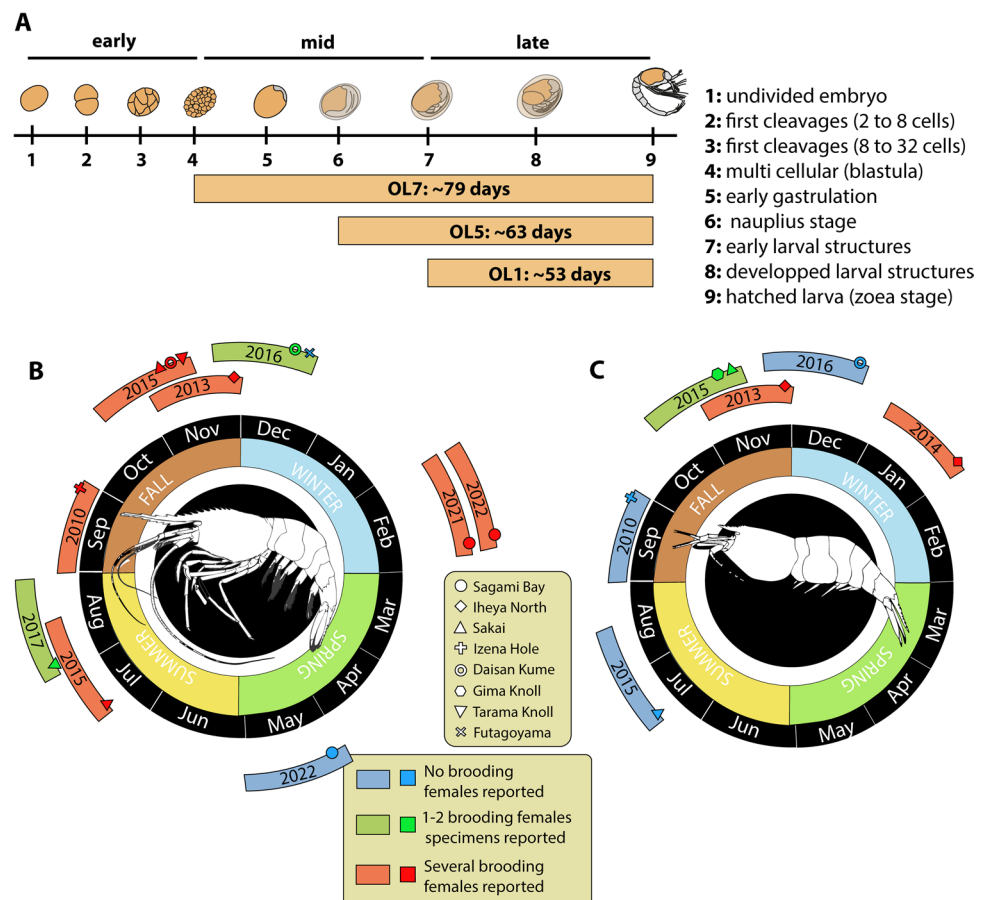 A
early
mid
late
1
2
3
4
5
6
7
8
9
OL7: ~79 days
OL5: ~63 days
OL1: ~53 days
1: undivided embryo
2: first cleavages (2 to 8 cells)
3: first cleavages (8 to 32 cells)
4: multi cellular (blastula)
5: early gastrulation
6: nauplius stage
7: early larval structures
8: developped larval structures
9: hatched larva (zoea stage)
B
2015
2013
2016
2010
2017
2015
2022
2021
2022
Dec
Jan
Feb
Mar
Apr
May
Jun
Jul
Aug
Sep
Oct
Nov
WINTER
SPRING
SUMMER
FALL
Sagami Bay
Iheya North
Sakai
Izena Hole
Daisan Kume
Gima Knoll
Tarama Knoll
Futagoyama
No brooding
females reported
1-2 brooding females
specimens reported
Several brooding
females reported
C
2015
2013
2016
2014
2010
2015
Dec
Jan
Feb
Mar
Apr
May
Jun
Jul
Aug
Sep
Oct
Nov
WINTER
SPRING
SUMMER
FALL